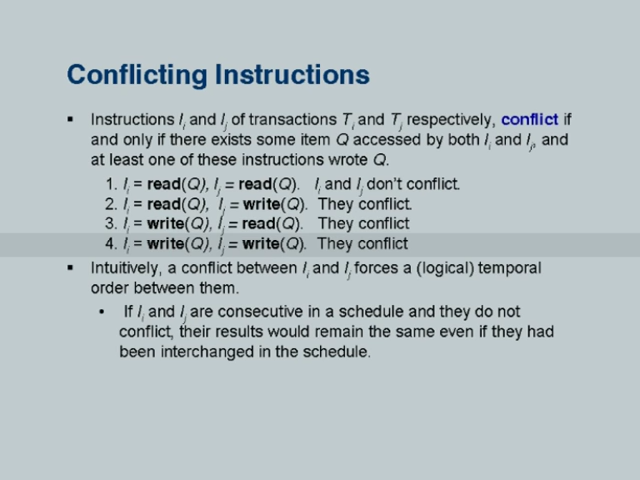 Conflicting Instructions
▪ Instructions Ii and Ij of transactions Ti and Tj respectively, conflict if
and only if there exists some item Q accessed by both Ii and Ij, and
at least one of these instructions wrote Q.
1. Ii = read(Q), Ij = read(Q). Ii and Ij don't conflict.
2. Ii = read(Q), Ij = write(Q). They conflict.
3. Ii = write(Q), Ij = read(Q). They conflict
4. Ii = write(Q), Ij = write(Q). They conflict
▪ Intuitively, a conflict between Ii and Ij forces a (logical) temporal
order between them.
• If Ii and Ij are consecutive in a schedule and they do not
conflict, their results would remain the same even if they had
been interchanged in the schedule.